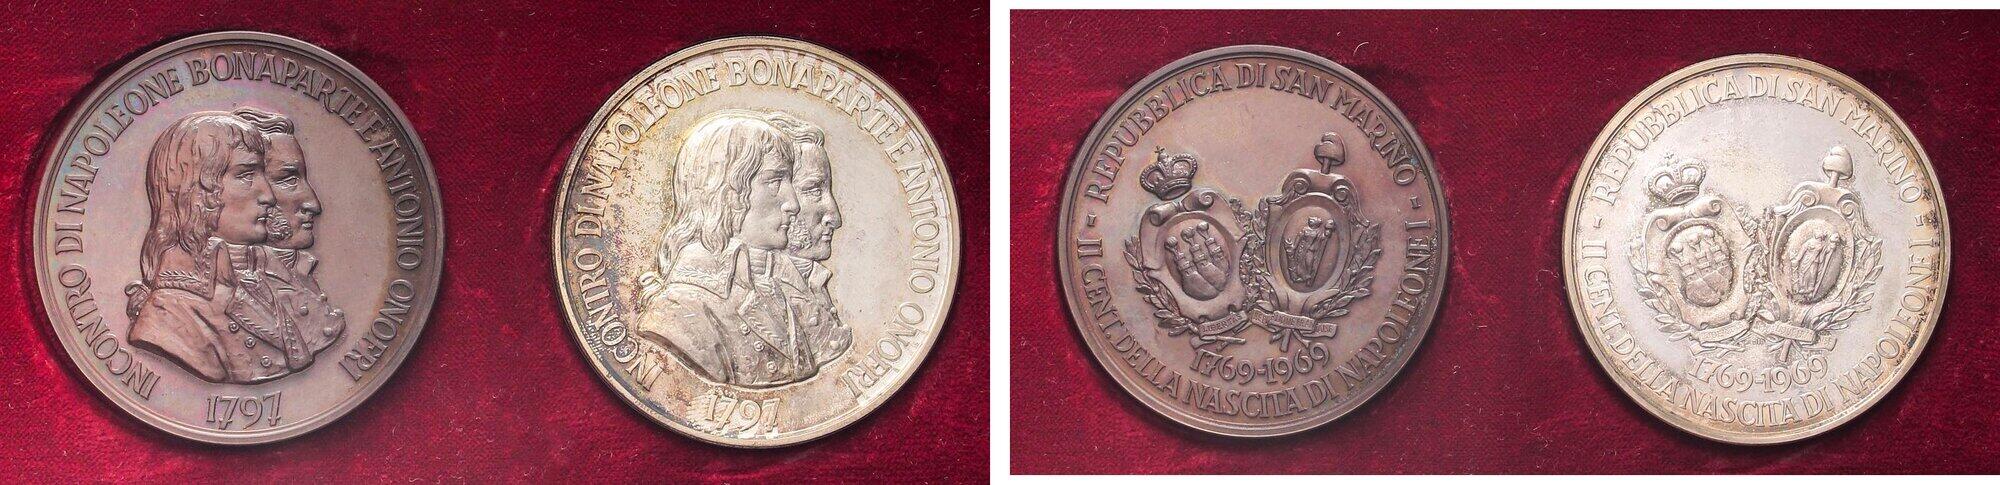 INCONTRO DI NAPOLEONE BONAPARTE E ANTONIO ONOFRI
1797
INCONTRO DI NAPOLEONE BONAPARTE E ANTONIO ONOFRI
1797
REPUBBLICA DI SAN MARINO
- I E NOFF - II CENT. DELLA NASCITA DI NAPOLEONE
LIBERTAS
1769-1969
REPUBBLICA DI SAN MARINO
II CENT. DELLA NASCITA DI NAPOLEONE I
1769-1969